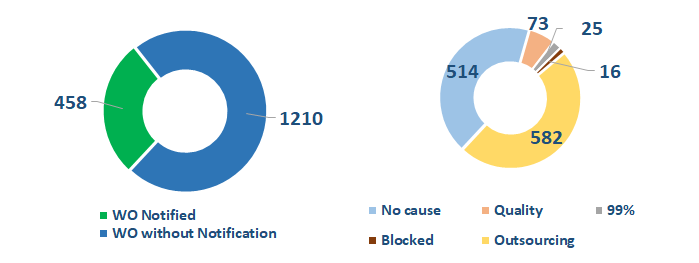 458
1210
WO Notified
WO without Notification
73
25
514
16
582
No cause Quality 99%
Blocked Outsourcing